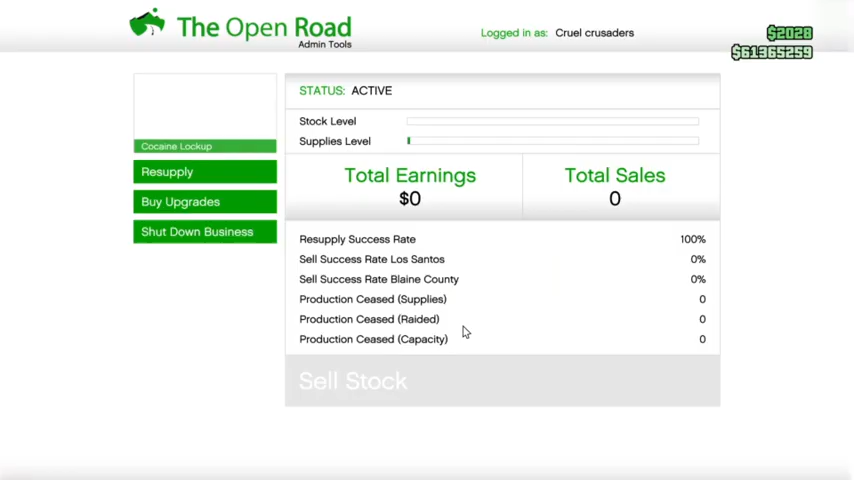 The Open Road
Admin Tools
Logged in as: Cruel crusaders
$2028
$61365259
Cocaine Lockup
Resupply
Buy Upgrades
Shut Down Business
STATUS: ACTIVE
Stock Level
Supplies Level
Total Earnings
$0
Total Sales
0
Resupply Success Rate 100%
Sell Success Rate Los Santos 0%
Sell Success Rate Blaine County 0%
Production Ceased (Supplies) 0
Production Ceased (Raided) 0
Production Ceased (Capacity) 0
Sell Stock